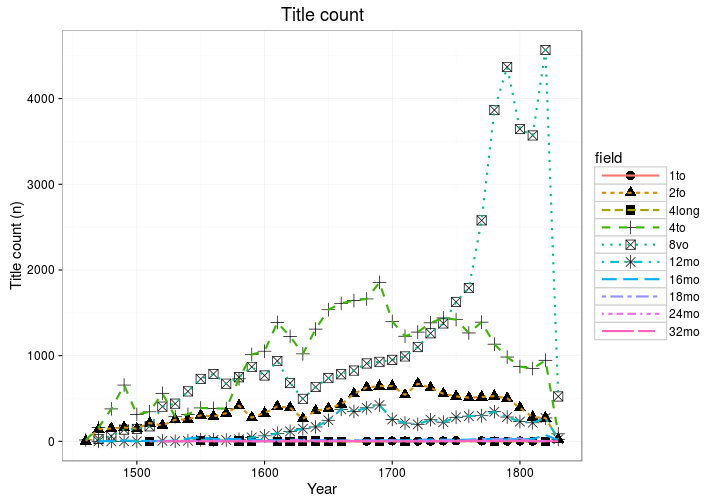 Title count
Title count (n)
4000
3000
2000
1000
0
1500
1600
1700
1800
Year
field
1to
2fo
4long
4to
8vo
12mo
16mo
18mo
24mo
32mo